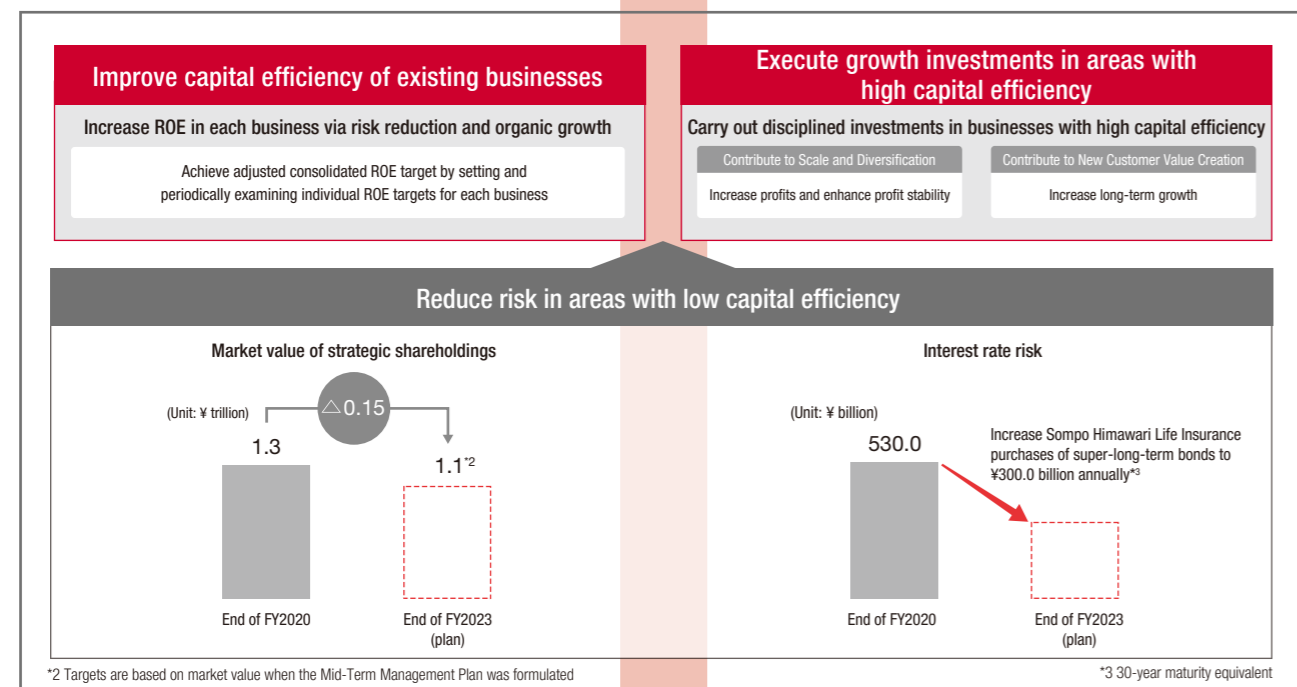 Improve capital efficiency of existing businesses
Increase ROE in each business via risk reduction and organic growth
Achieve adjusted consolidated ROE target by setting and
periodically examining individual ROE targets for each business
Execute growth investments in areas with
high capital efficiency
Carry out disciplined investments in businesses with high capital efficiency
Contribute to Scale and Diversification
Increase profits and enhance profit stability
Contribute to New Customer Value Creation
Increase long-term growth
Reduce risk in areas with low capital efficiency
Market value of strategic shareholdings
(Unit: ¥ trillion)
△0.15
1.3
1.1*2
End of FY2020
End of FY2023
(plan)
Interest rate risk
(Unit: ¥ billion)
530.0
Increase Sompo Himawari Life Insurance
purchases of super-long-term bonds to
¥300.0 billion annually*3
End of FY2020
End of FY2023
(plan)
*2 Targets are based on market value when the Mid-Term Management Plan was formulated
*3 30-year maturity equivalent